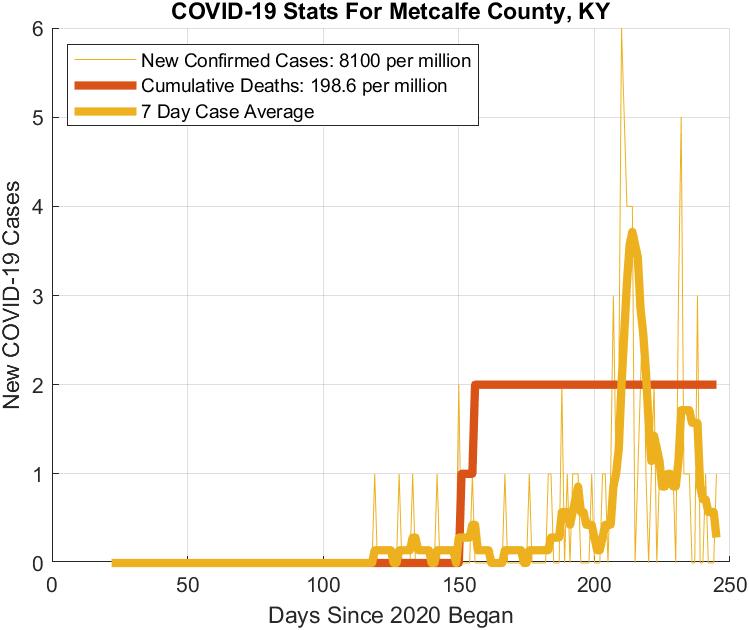 COVID-19 Stats For Metcalfe County, KY
New Confirmed Cases: 8100 per million
Cumulative Deaths: 198.6 per million
7 Day Case Average
New COVID-19 Cases
6
5
4
3
2
1
0
0 50 100 150 200 250
Days Since 2020 Began